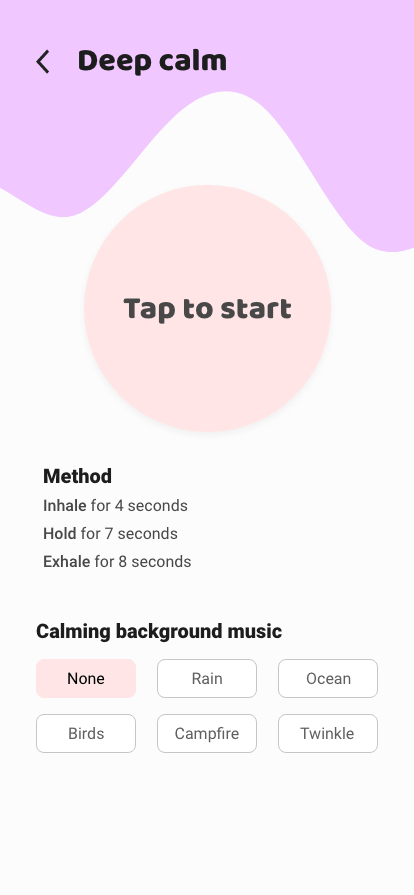 Deep calm
Tap to start
Method
Inhale for 4 seconds
Hold for 7 seconds
Exhale for 8 seconds
Calming background music
None Rain Ocean
Birds Campfire Twinkle